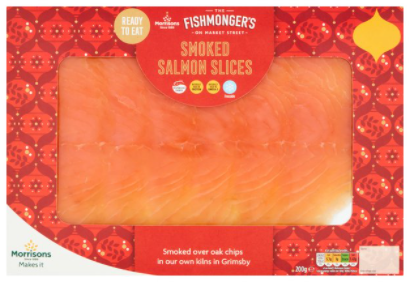 READY
TO EAT
Morrisons
THE
FISHMONGER'S
ON MARKET STREET
SMOKED
SALMON SLICES
Smoked over oak chips
in our own kilns in Grimsby
Morrisons
Makes it
200g